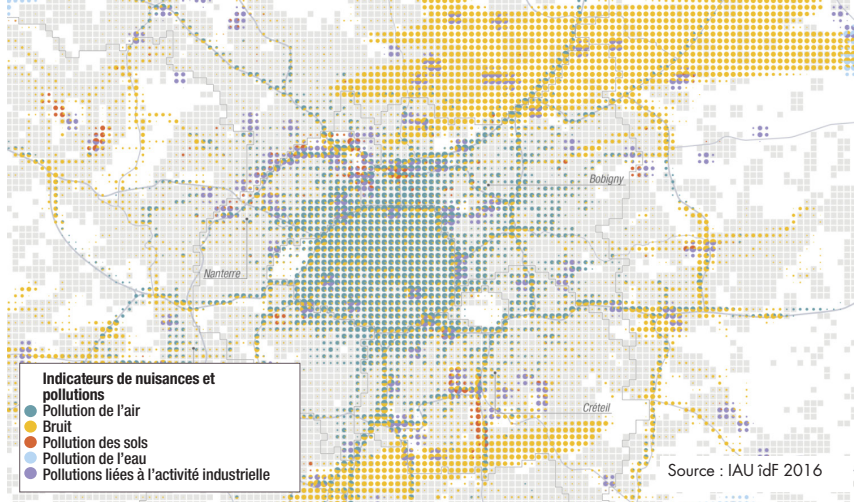 Bobigny
Nanterre
Créteil
Indicateurs de nuisances et
pollutions
Pollution de l'air
Bruit
Pollution des sols
Pollution de l'eau
Pollutions liées à l'activité industrielle
Source : IAU îdF 2016